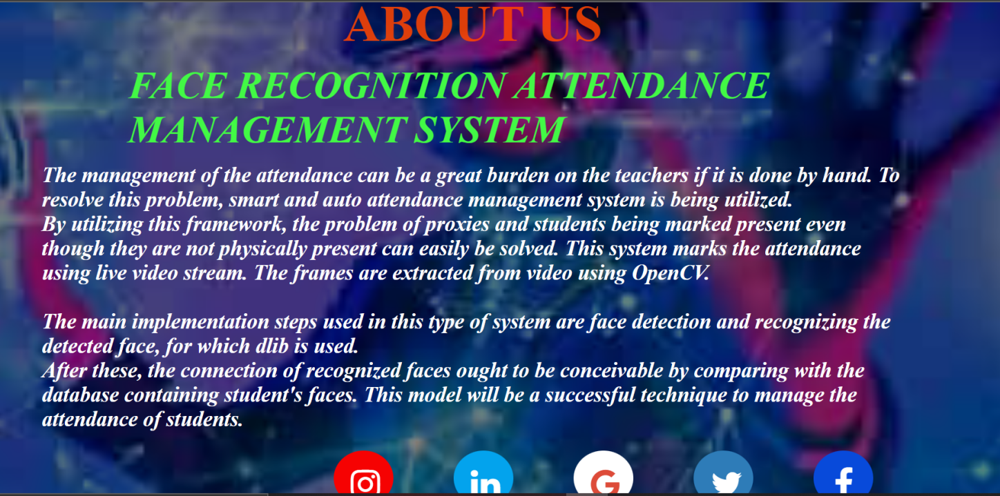 ABOUT US
FACE RECOGNITION ATTENDANCE
MANAGEMENT SYSTEM
The management of the attendance can be a great burden on the teachers if it is done by hand. To
resolve this problem, smart and auto attendance management system is being utilized.
By utilizing this framework, the problem of proxies and students being marked present even
though they are not physically present can easily be solved. This system marks the attendance
using live video stream. The frames are extracted from video using OpenCV.
The main implementation steps used in this type of system are face detection and recognizing the
detected face, for which dlib is used.
After these, the connection of recognized faces ought to be conceivable by comparing with the
database containing student's faces. This model will be a successful technique to manage the
attendance of students.
in G f